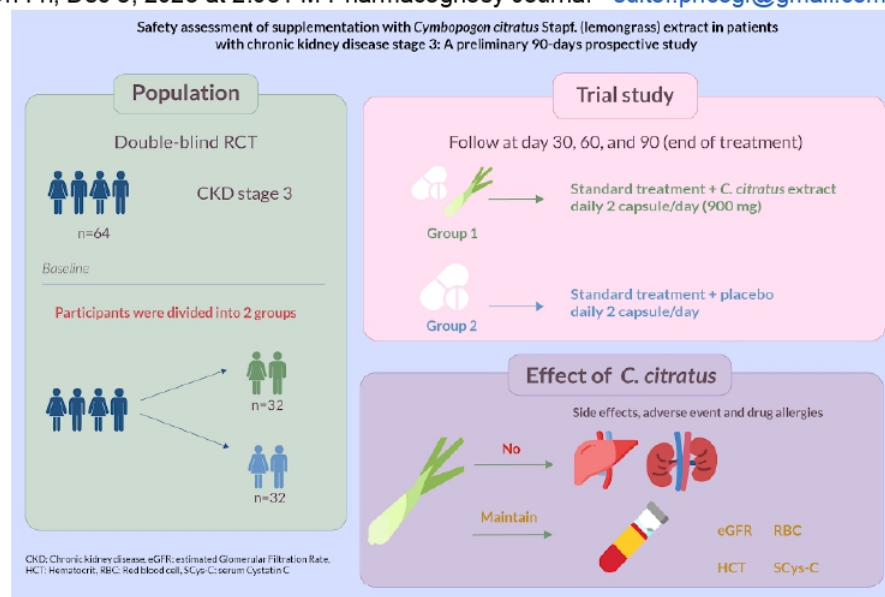 Safety assessment of supplementation with Cymbopogon citratus Stapf. (lemongrass) extract in patients
with chronic kidney disease stage 3: A preliminary 90-days prospective study
Population
Double-blind RCT
CKD stage 3
n=64
Baseline
Participants were divided into 2 groups
n=32
n=32
CKD: Chronic kidney disease, eGFR: estimated Glomerular Filtration Rate,
HCT: Hematocrit, RBC: Red blood cell, SCys-C: serum Cystatin C
Trial study
Follow at day 30, 60, and 90 (end of treatment)
Group 1
Standard treatment + C. citratus extract
daily 2 capsule/day (900 mg)
Group 2
Standard treatment + placebo
daily 2 capsule/day
Effect of C. citratus
Side effects, adverse event and drug allergies
No
Maintain
eGFR RBC
HCT SCys-C